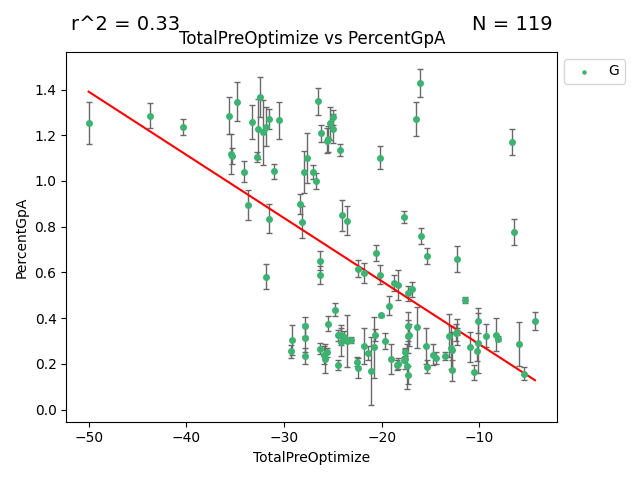 r^2 = 0.33
N = 119
TotalPreOptimize vs PercentGpA
G
1.4
1.2
1.0
0.8
0.6
0.4
0.2
0.0
PercentGpA
−50
−40
−30
−20
−10
TotalPreOptimize